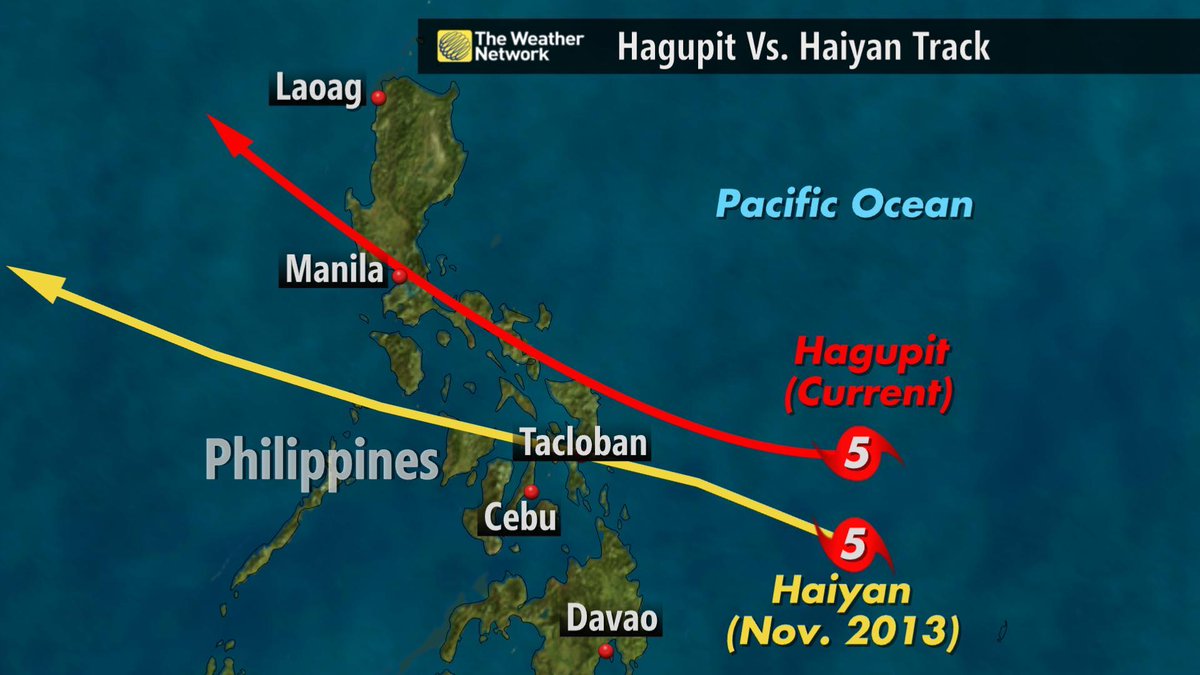 The Weather
Network
Hagupit Vs. Haiyan Track
Laoag
Pacific Ocean
Manila
Hagupit
(Current)
5
Philippines
Tacloban
Cebu
5
Haiyan
(Nov. 2013)
Davao